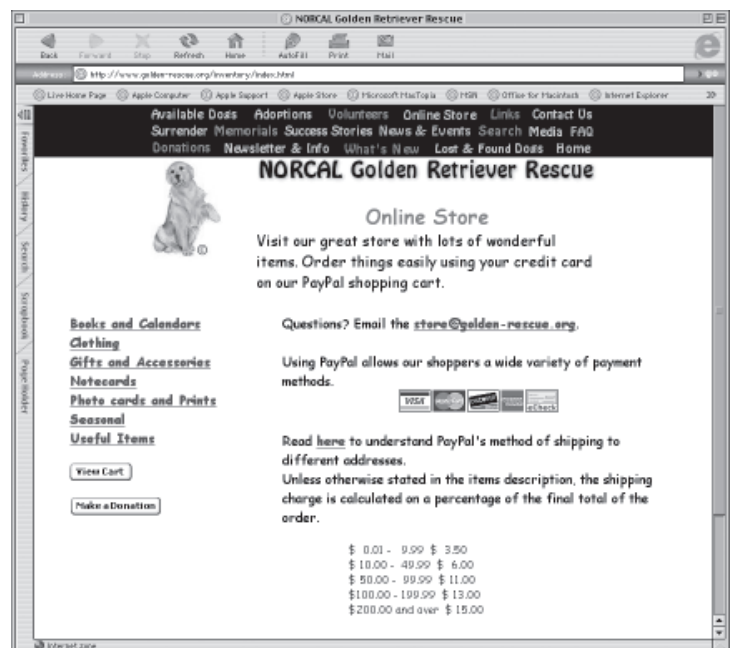 NORCAL Golden Retriever Rescue
Back Forward Stop Refresh Home AutoFill Print Mail
Address: http://www.golden-rescue.org/inventory/index.html go
Live Home Page Apple Computer Apple Support Apple Store Microsoft MacTopia MSN Office for Macintosh Internet Explorer
Available Dogs Adoptions Volunteers Online Store Links Contact Us
Surrender Memorials Success Stories News & Events Search Media FAQ
Donations Newsletter & Info What's New Lost & Found Dogs Home
Favorites
History
Search
Scrapbook
Page Holder
NORCAL Golden Retriever Rescue
©
Online Store
Visit our great store with lots of wonderful
items. Order things easily using your credit card
on our PayPal shopping cart.
Books and Calendars
Clothing
Gifts and Accessories
Notecards
Photo cards and Prints
Seasonal
Useful Items
View Cart
Make a Donation
Questions? Email the store@golden-rescue.org.
Using PayPal allows our shoppers a wide variety of payment
methods.
VISA MasterCard DISCOVER eCheck
Read here to understand PayPal's method of shipping to
different addresses.
Unless otherwise stated in the items description, the shipping
charge is calculated on a percentage of the final total of the
order.
$ 0.01 - 9.99 $ 3.50
$ 10.00 - 49.99 $ 6.00
$ 50.00 - 99.99 $ 11.00
$100.00 - 199.99 $ 13.00
$200.00 and over $ 15.00
Internet zone